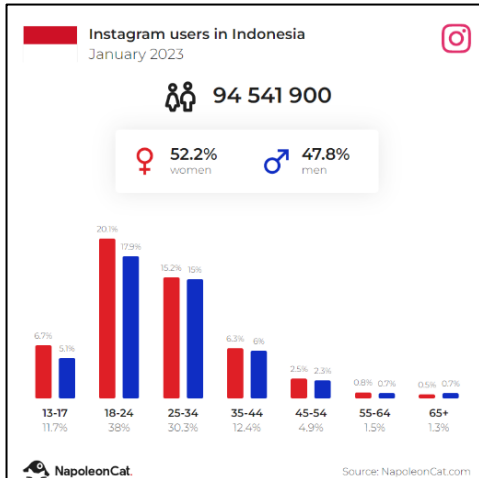 Instagram users in Indonesia
January 2023
94 541 900
52.2% 47.8%
women men
20.1%
17.9%
15.2% 15%
6.7% 6.3% 6%
5.1%
2.5% 2.3%
0.8% 0.7% 0.5% 0.7%
13-17 18-24 25-34 35-44 45-54 55-64 65+
11.7% 38% 30.3% 12.4% 4.9% 1.5% 1.3%
NapoleonCat. Source: NapoleonCat.com